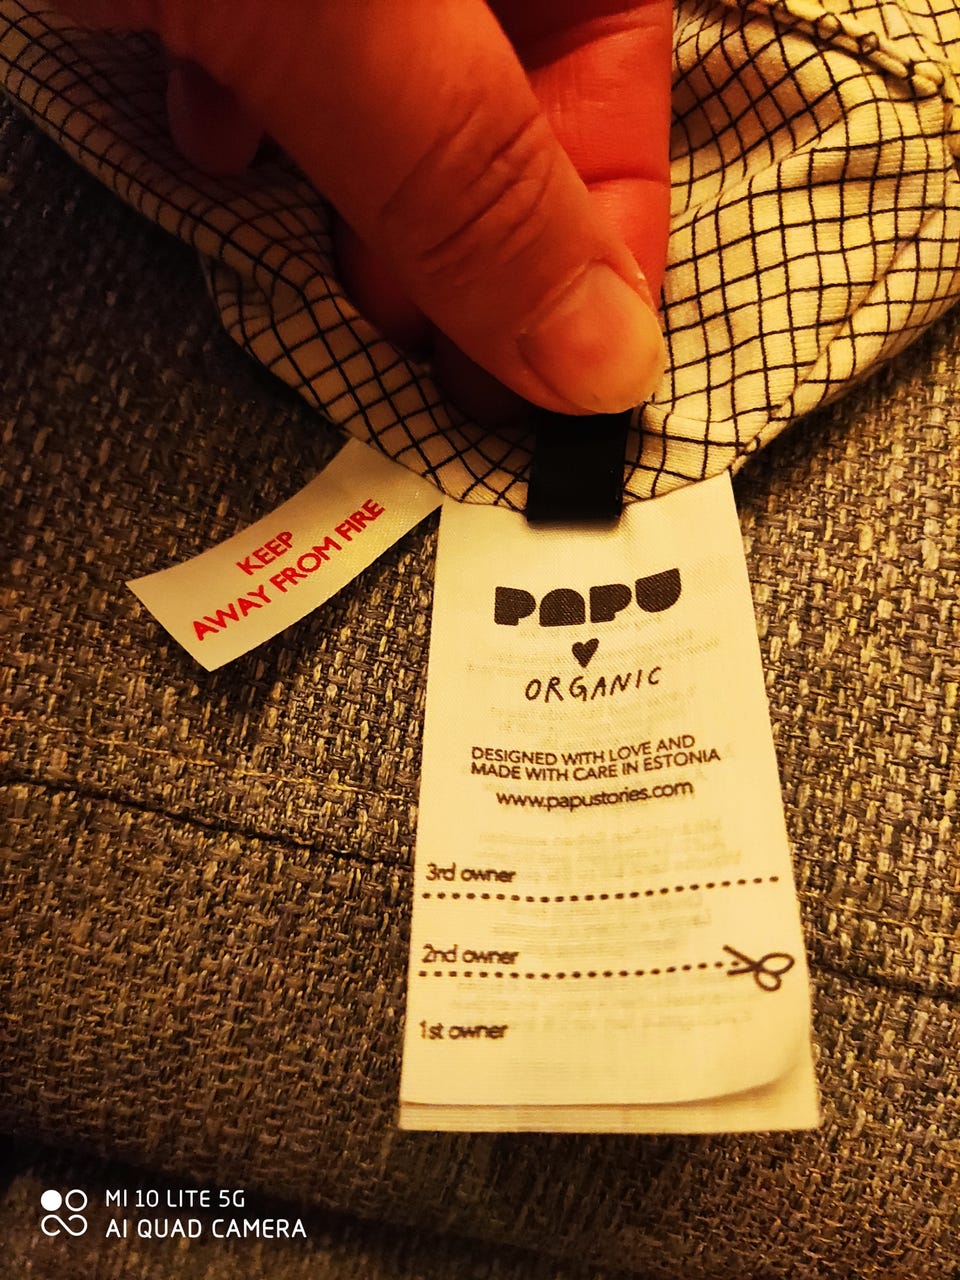 KEEP
AWAY FROM FIRE
PAPU
ORGANIC
DESIGNED WITH LOVE AND
MADE WITH CARE IN ESTONIA
www.papustories.com
3rd owner
2nd owner
1st owner
MI 10 LITE 5G
AI QUAD CAMERA